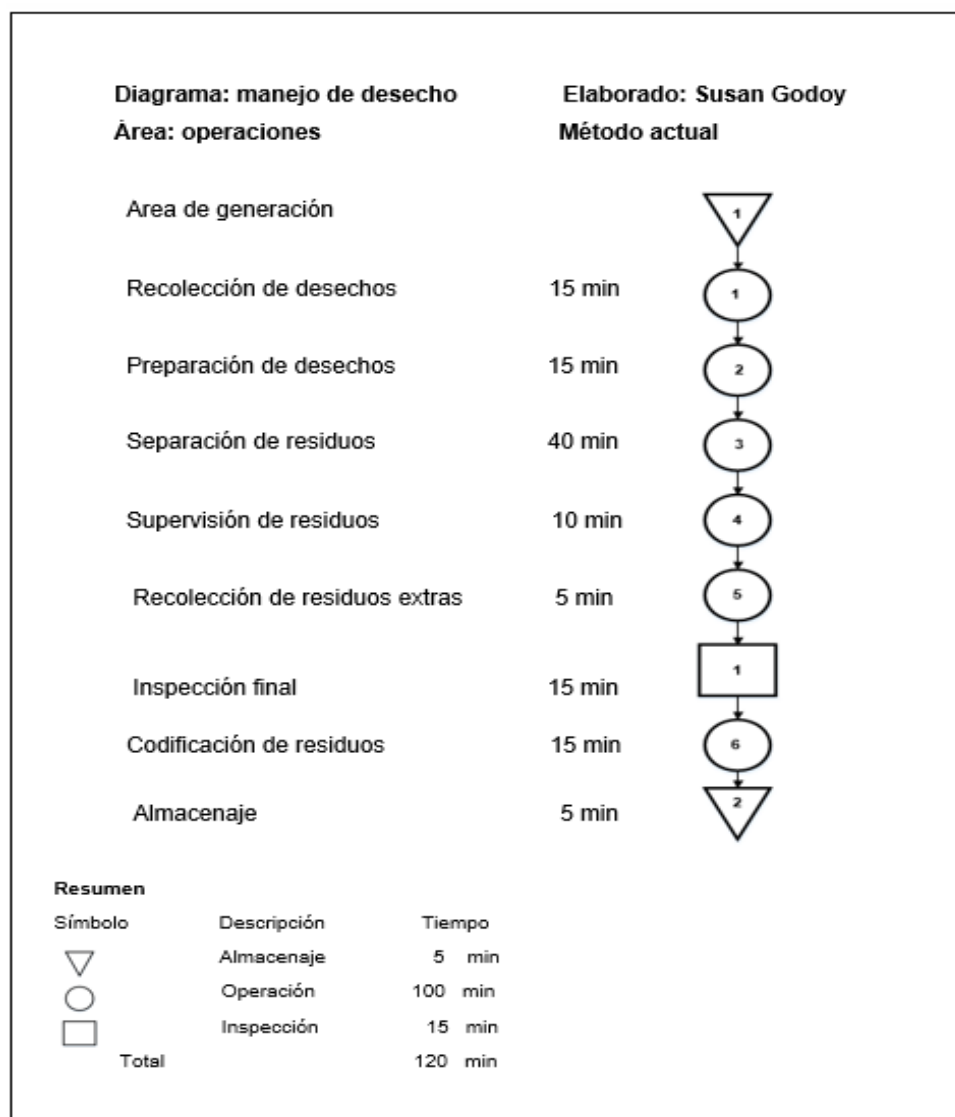 Diagrama: manejo de desecho Elaborado: Susan Godoy
Área: operaciones Método actual
Area de generación 1
Recolección de desechos 15 min 1
Preparación de desechos 15 min 2
Separación de residuos 40 min 3
Supervisión de residuos 10 min 4
Recolección de residuos extras 5 min 5
Inspección final 15 min 1
Codificación de residuos 15 min 6
Almacenaje 5 min 2
Resumen
Símbolo Descripción Tiempo
Almacenaje 5 min
Operación 100 min
Inspección 15 min
Total 120 min